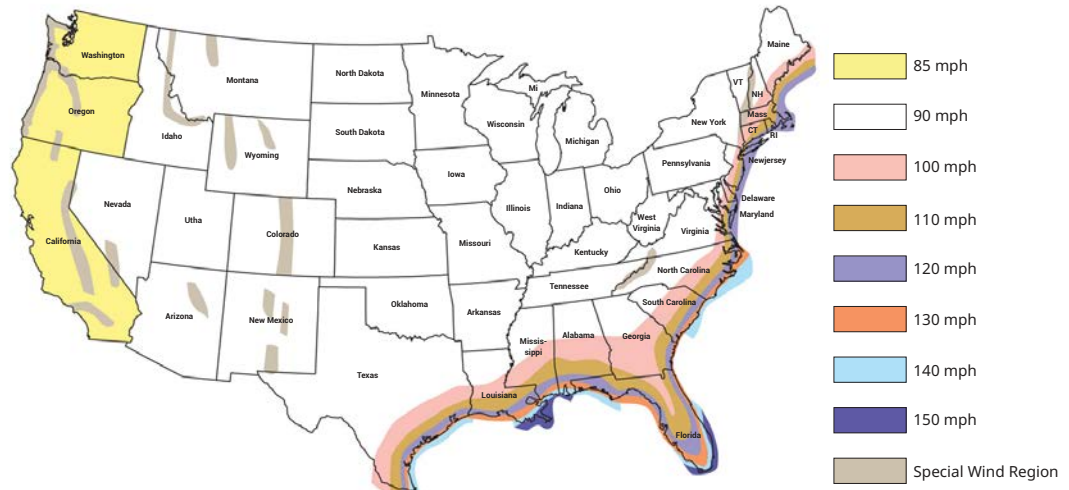 Washington
Oregon
California
Nevada
Idaho
Montana
Wyoming
Utha
Colorado
Arizona
New Mexico
North Dakota
South Dakota
Nebraska
Kansas
Oklahoma
Texas
Minnesota
Iowa
Missouri
Arkansas
Louisiana
Wisconsin
Illinois
Mi
Michigan
Indiana
Ohio
Kentucky
Tennessee
Missis-
sippi
Alabama
Georgia
Florida
South Carolina
North Carolina
Virginia
West
Virginia
Pennsylvania
New York
VT
NH
Maine
Mass
CT
RI
Newjersey
Delaware
Maryland
85 mph
90 mph
100 mph
110 mph
120 mph
130 mph
140 mph
150 mph
Special Wind Region